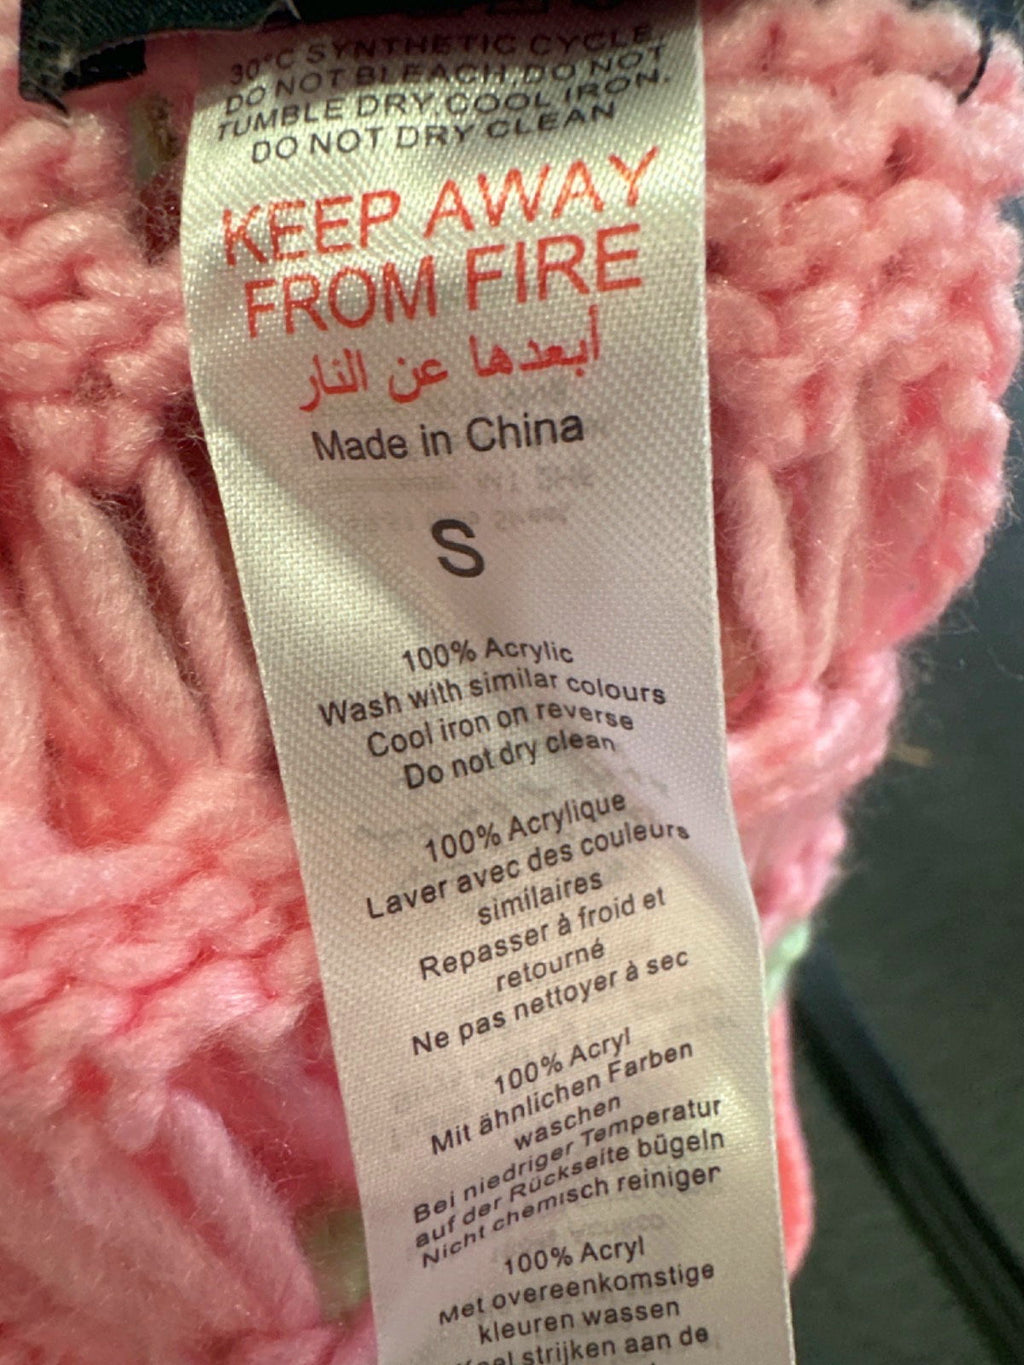 30°C SYNTHETIC CYCLE
DO NOT BLEACH. DO NOT
TUMBLE DRY. COOL IRON.
DO NOT DRY CLEAN
KEEP AWAY
FROM FIRE
أبعدها عن النار
Made in China
S
100% Acrylic
Wash with similar colours
Cool iron on reverse
Do not dry clean
100% Acrylique
Laver avec des couleurs
similaires
Repasser à froid et
retourné
Ne pas nettoyer à sec
100% Acryl
Mit ähnlichen Farben
waschen
Bei niedriger Temperatur
auf der Rückseite bügeln
Nicht chemisch reiniger
100% Acryl
Met overeenkomstige
kleuren wassen
strijken aan de